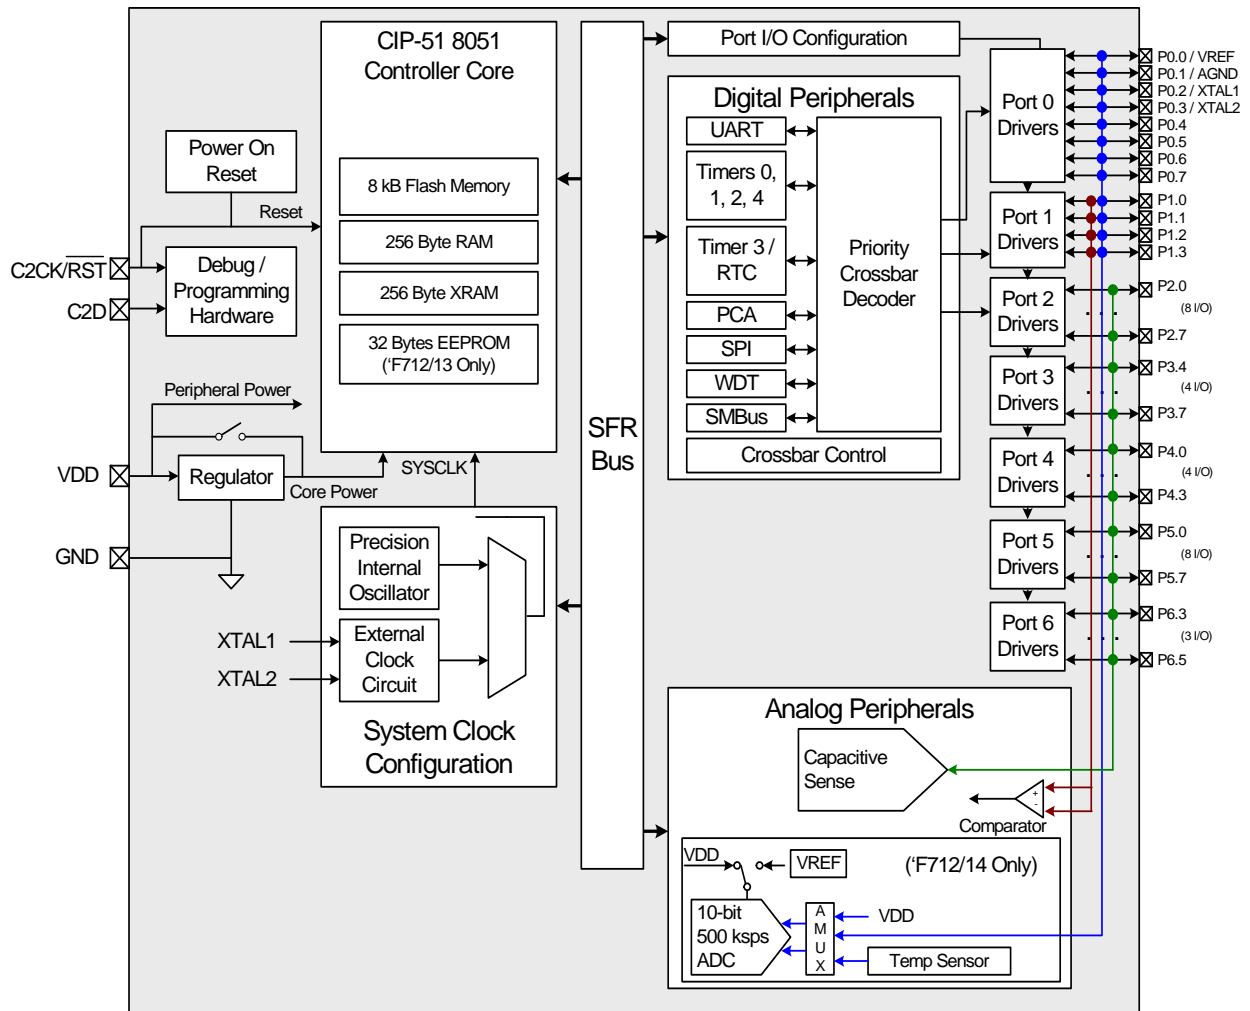 CIP-51 8051
Controller Core
8 kB Flash Memory
256 Byte RAM
256 Byte XRAM
32 Bytes EEPROM
(‘F712/13 Only)
Power On
Reset
Reset
C2CK/RST
Debug /
Programming
Hardware
C2D
Peripheral Power
VDD
Regulator
Core Power
SYSCLK
GND
Precision
Internal
Oscillator
XTAL1
XTAL2
External
Clock
Circuit
System Clock
Configuration
SFR
Bus
Port I/O Configuration
Digital Peripherals
UART
Timers 0,
1, 2, 4
Timer 3 /
RTC
PCA
SPI
WDT
SMBus
Priority
Crossbar
Decoder
Crossbar Control
Port 0
Drivers
Port 1
Drivers
Port 2
Drivers
Port 3
Drivers
Port 4
Drivers
Port 5
Drivers
Port 6
Drivers
P0.0 / VREF
P0.1 / AGND
P0.2 / XTAL1
P0.3 / XTAL2
P0.4
P0.5
P0.6
P0.7
P1.0
P1.1
P1.2
P1.3
P2.0
(8 I/O)
P2.7
P3.4
(4 I/O)
P3.7
P4.0
(4 I/O)
P4.3
P5.0
(8 I/O)
P5.7
P6.3
(3 I/O)
P6.5
Analog Peripherals
Capacitive
Sense
+
-
Comparator
VDD
VREF
(‘F712/14 Only)
10-bit
500 ksps
ADC
A
M
U
X
VDD
Temp Sensor